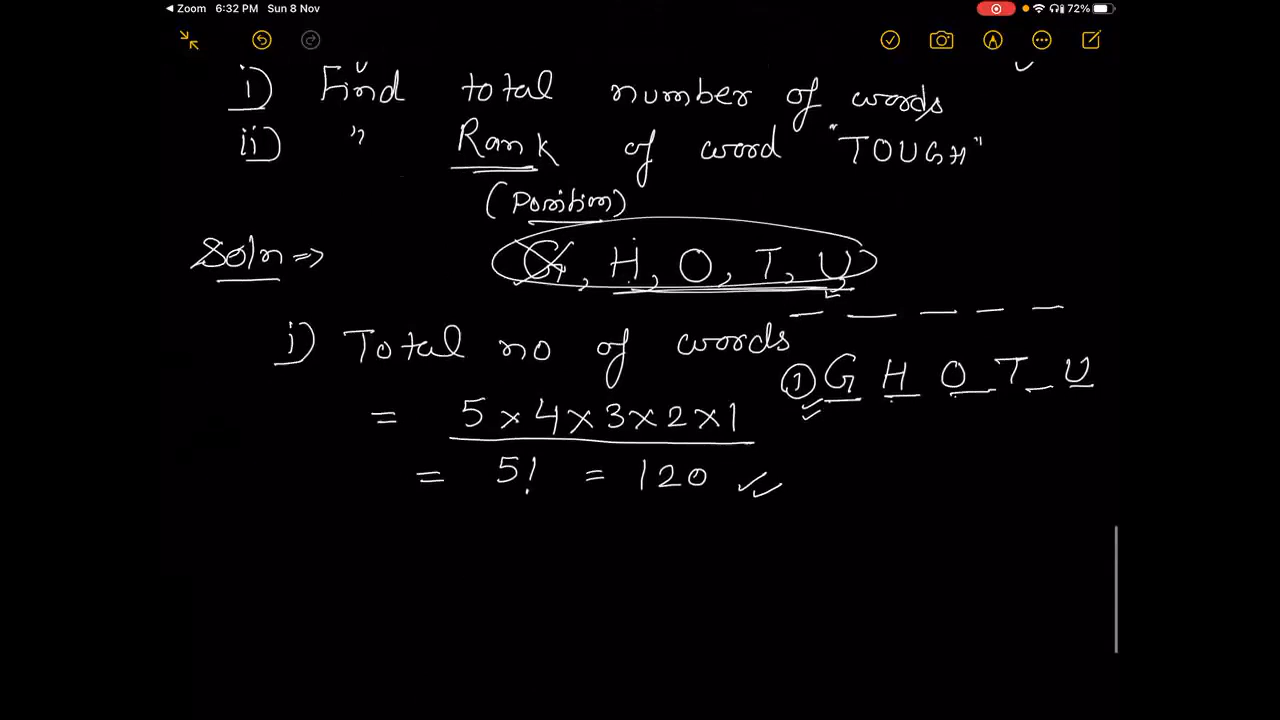 Zoom 6:32 PM Sun 8 Nov 72%
i) Find total number of words
ii) " Rank of word "TOUGH"
(Position)
Soln => G, H, O, T, U
i) Total no of words
① G H O T U
= 5 × 4 × 3 × 2 × 1
= 5! = 120